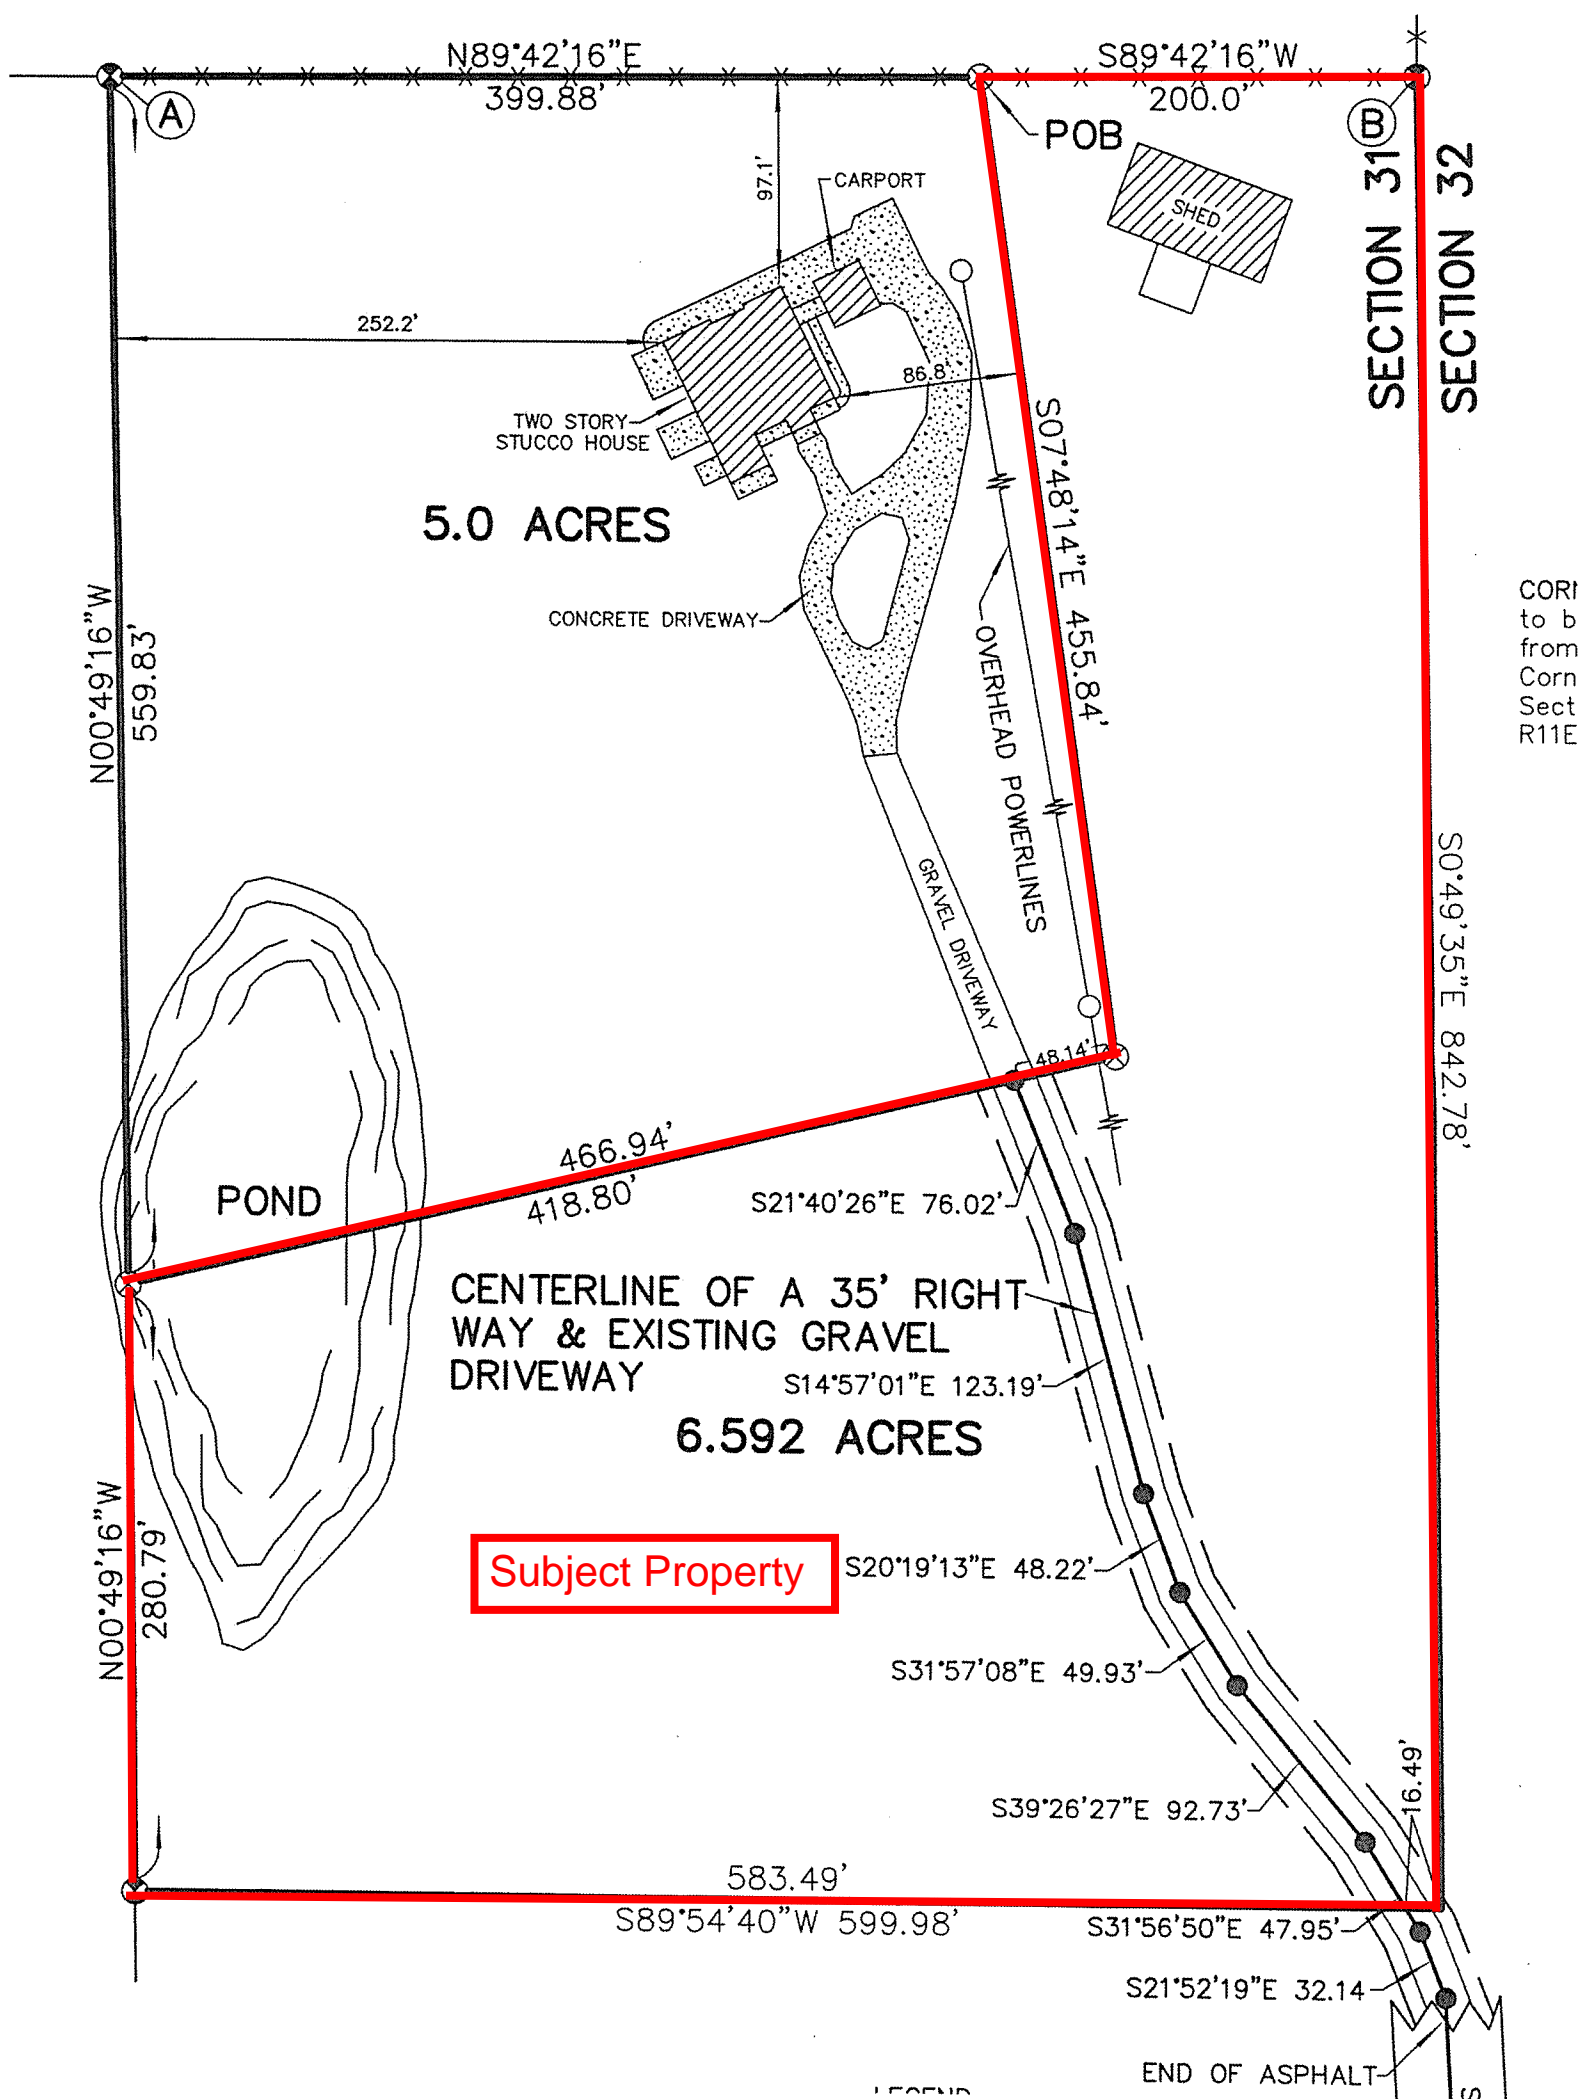 N89°42'16"E
399.88'
S89°42'16"W
200.0'
A
B
POB
SECTION 31
SECTION 32
97.1'
CARPORT
SHED
252.2'
86.8'
TWO STORY
STUCCO HOUSE
5.0 ACRES
S07°48'14"E 455.84'
CONCRETE DRIVEWAY
OVERHEAD POWERLINES
N00°49'16"W
559.83'
to b
from
Corn
Sect
R11E
GRAVEL DRIVEWAY
S0°49'35"E 842.78'
48.14'
466.94'
418.80'
POND
S21°40'26"E 76.02'
CENTERLINE OF A 35' RIGHT
WAY & EXISTING GRAVEL
DRIVEWAY
S14°57'01"E 123.19'
6.592 ACRES
N00°49'16"W
280.79'
Subject Property
S20°19'13"E 48.22'
S31°57'08"E 49.93'
S39°26'27"E 92.73'
16.49'
583.49'
S89°54'40"W 599.98'
S31°56'50"E 47.95'
S21°52'19"E 32.14
END OF ASPHALT